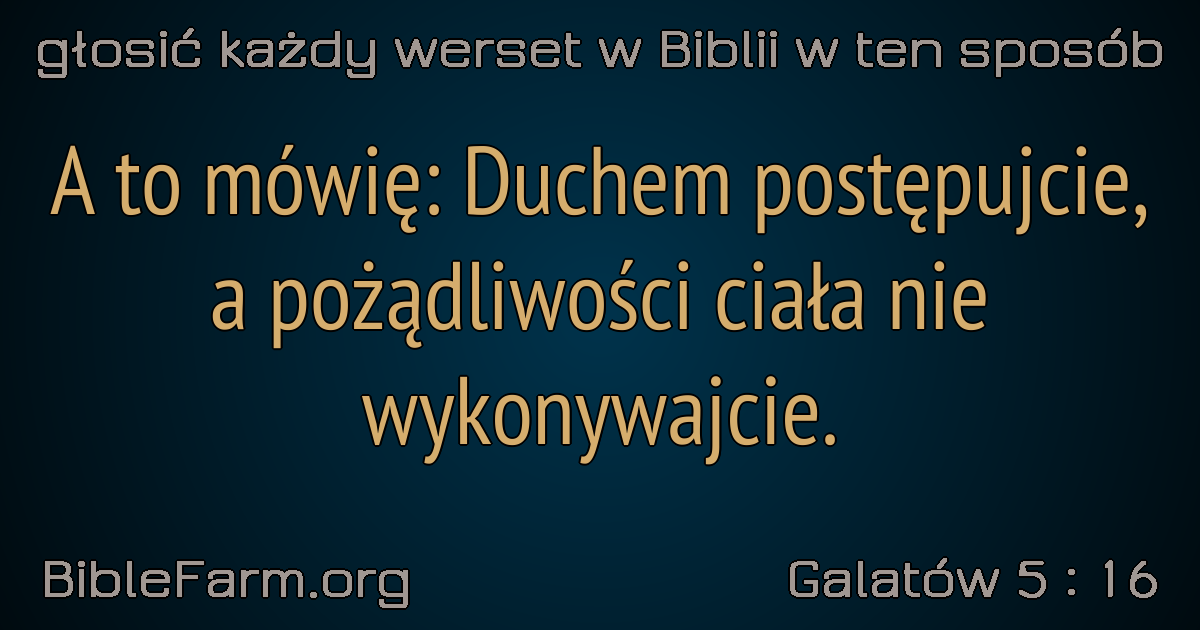 głosić każdy werset w Biblii w ten sposób
A to mówię: Duchem postępujcie,
a pożądliwości ciała nie
wykonywajcie.
BibleFarm.org
Galatów 5 : 16